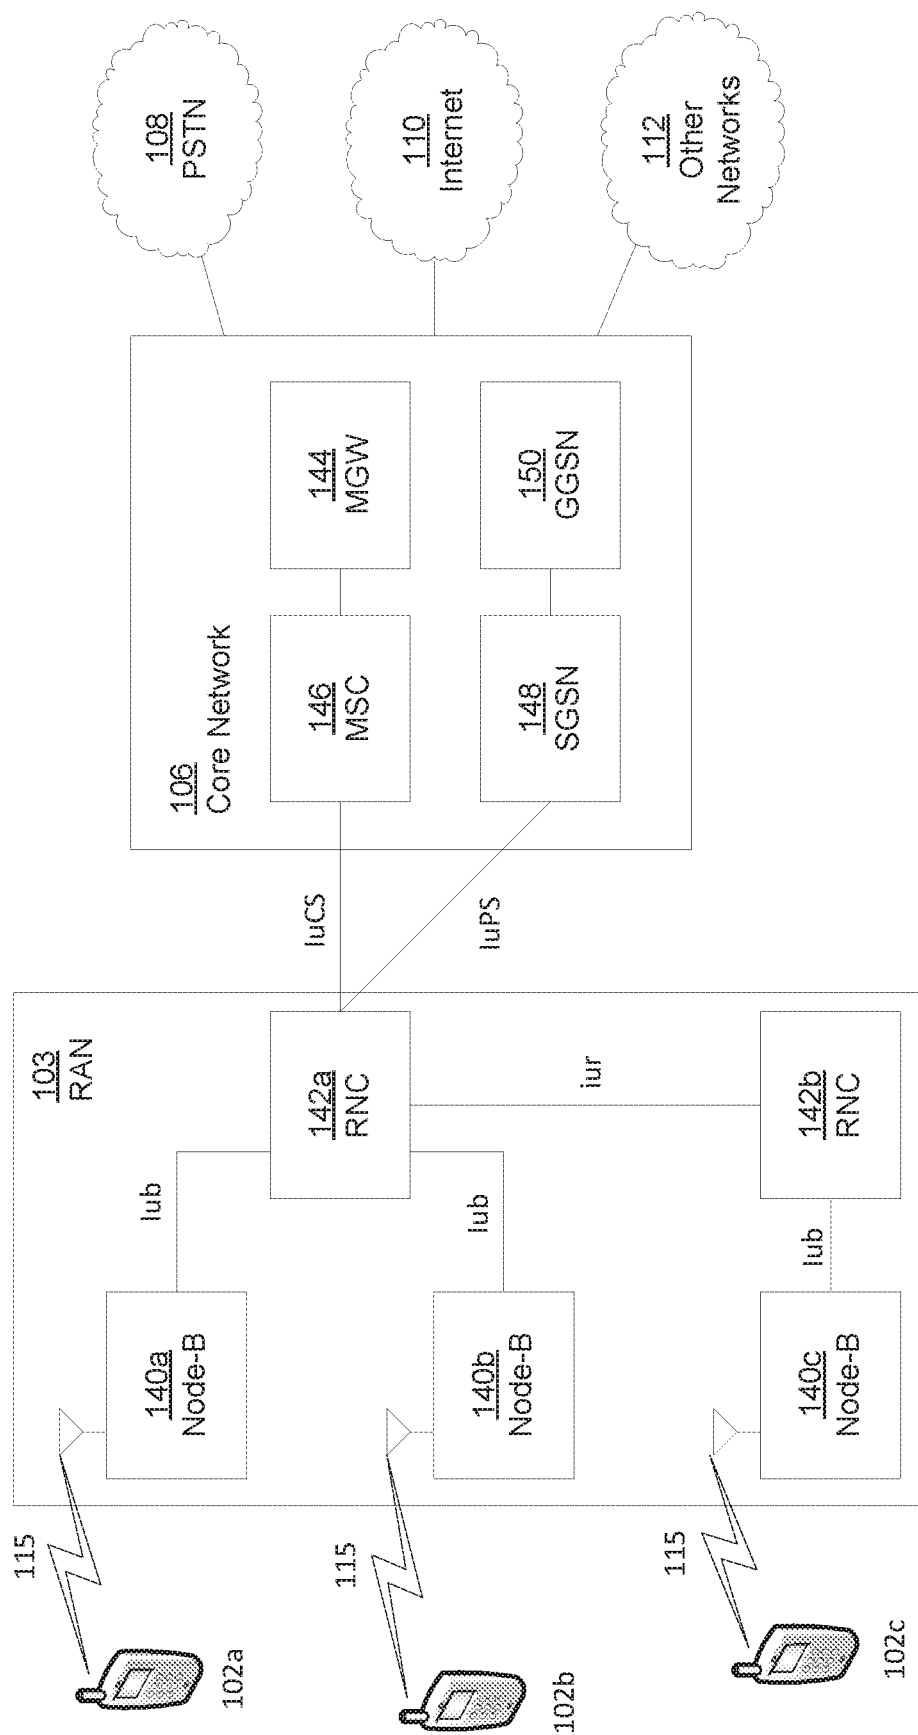 102a
115
140a
Node-B
Iub
103
RAN
102b
115
140b
Node-B
Iub
142a
RNC
iur
102c
115
140c
Node-B
Iub
142b
RNC
IuCS
IuPS
106
Core Network
146
MSC
144
MGW
148
SGSN
150
GGSN
108
PSTN
110
Internet
112
Other
Networks